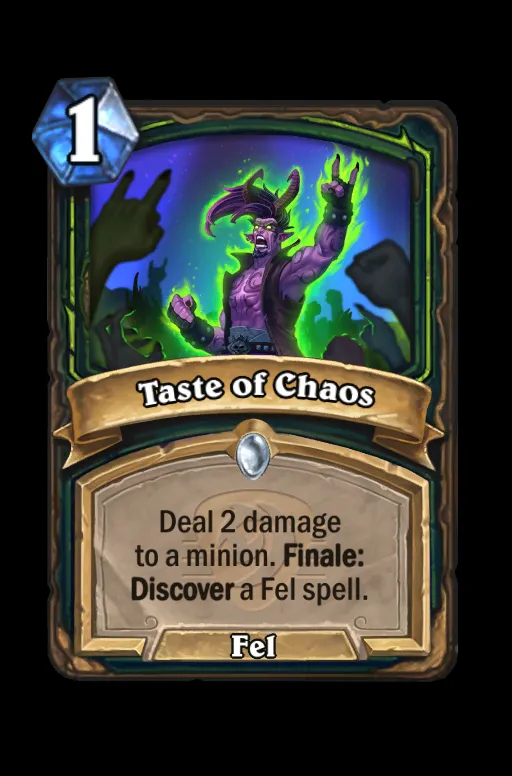 1
Taste of Chaos
Deal 2 damage
to a minion. Finale:
Discover a Fel spell.
Fel